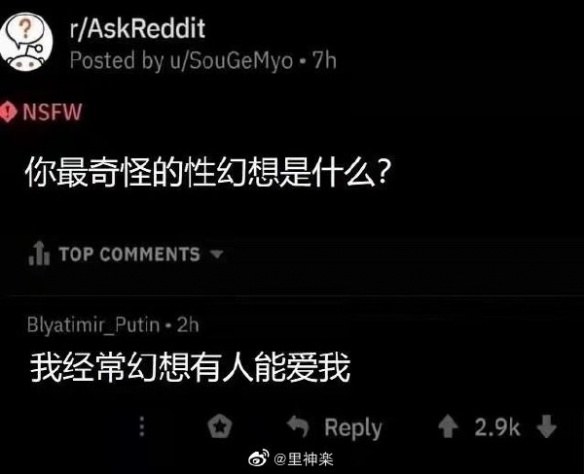 r/AskReddit
Posted by u/SouGeMyo • 7h
NSFW
你最奇怪的性幻想是什么?
TOP COMMENTS
Blyatimir_Putin • 2h
我经常幻想有人能爱我
Reply 2.9k
@里神楽